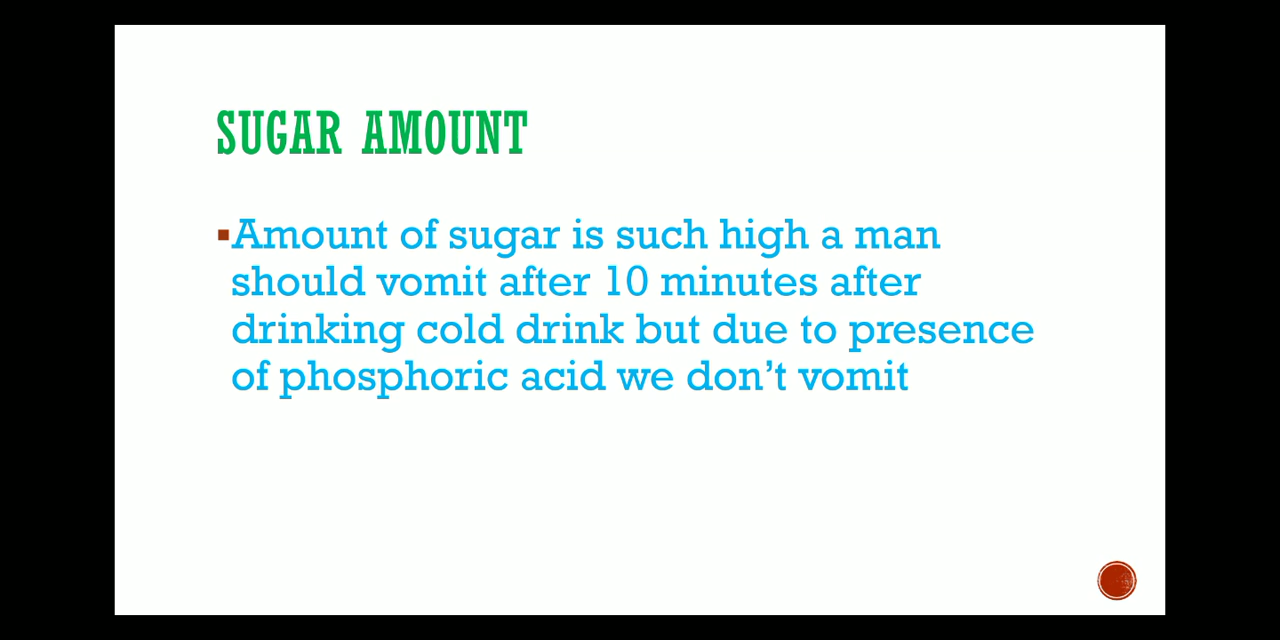 SUGAR AMOUNT
▪Amount of sugar is such high a man
should vomit after 10 minutes after
drinking cold drink but due to presence
of phosphoric acid we don’t vomit